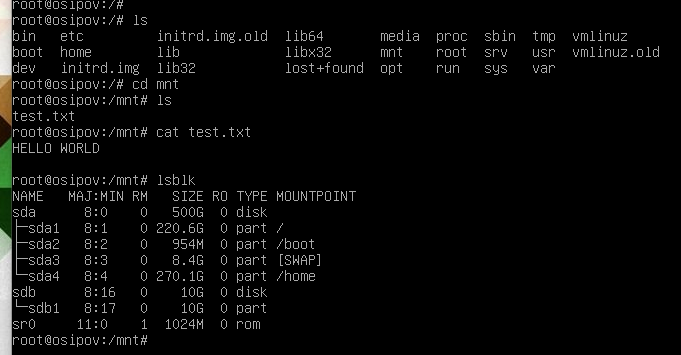 root@osipov:/#
root@osipov:/# ls
bin   etc         initrd.img.old  lib64       media  proc  sbin  tmp  vmlinuz
boot  home        lib             libx32      mnt    root  srv   usr  vmlinuz.old
dev   initrd.img  lib32           lost+found  opt    run   sys   var
root@osipov:/# cd mnt
root@osipov:/mnt# ls
test.txt
root@osipov:/mnt# cat test.txt
HELLO WORLD
root@osipov:/mnt# lsblk
NAME   MAJ:MIN RM   SIZE RO TYPE MOUNTPOINT
sda      8:0    0   500G  0 disk
├─sda1   8:1    0 220.6G  0 part /
├─sda2   8:2    0   954M  0 part /boot
├─sda3   8:3    0   8.4G  0 part [SWAP]
└─sda4   8:4    0 270.1G  0 part /home
sdb      8:16   0    10G  0 disk
└─sdb1   8:17   0    10G  0 part
sr0     11:0    1  1024M  0 rom
root@osipov:/mnt#